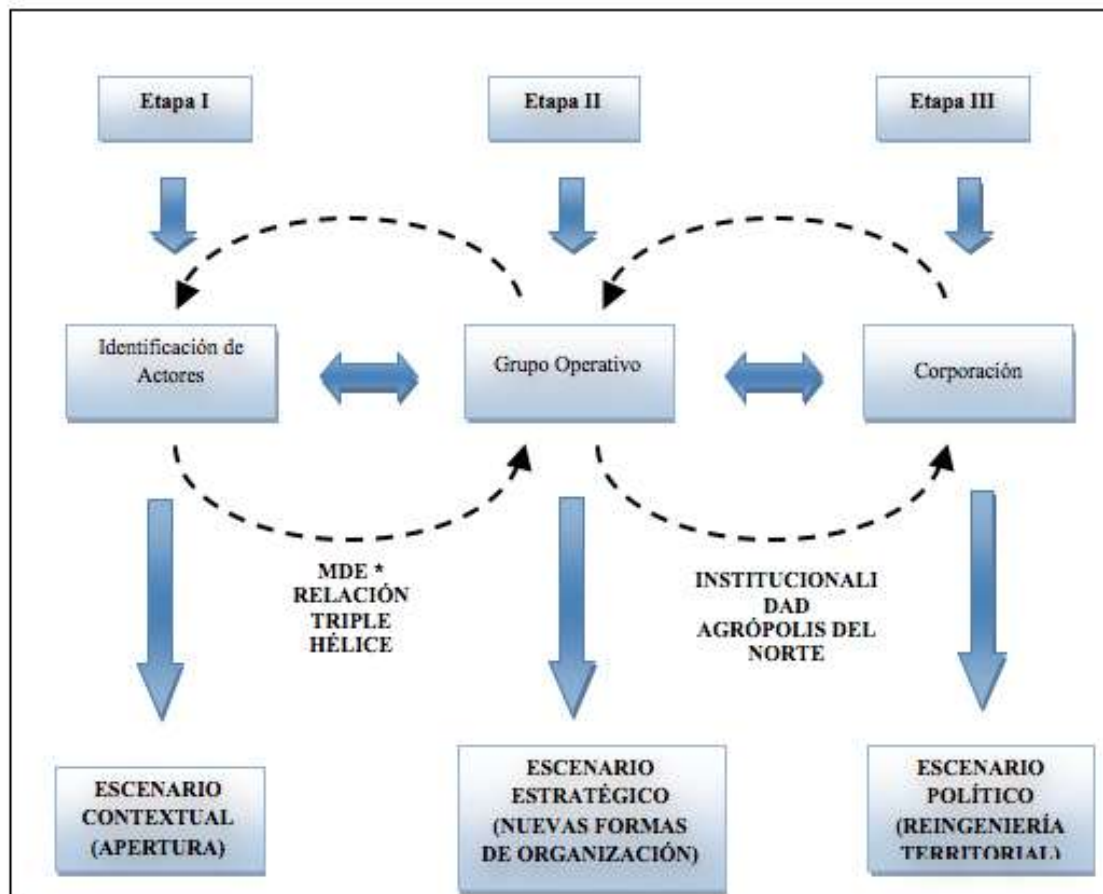 Etapa I
Etapa II
Etapa III
Identificación de
Actores
Grupo Operativo
Corporación
MDE *
RELACIÓN
TRIPLE
HÉLICE
INSTITUCIONALI
DAD
AGRÓPOLIS DEL
NORTE
ESCENARIO
CONTEXTUAL
(APERTURA)
ESCENARIO
ESTRATÉGICO
(NUEVAS FORMAS
DE ORGANIZACIÓN)
ESCENARIO
POLÍTICO
(REINGENIERÍA
TERRITORIAL)